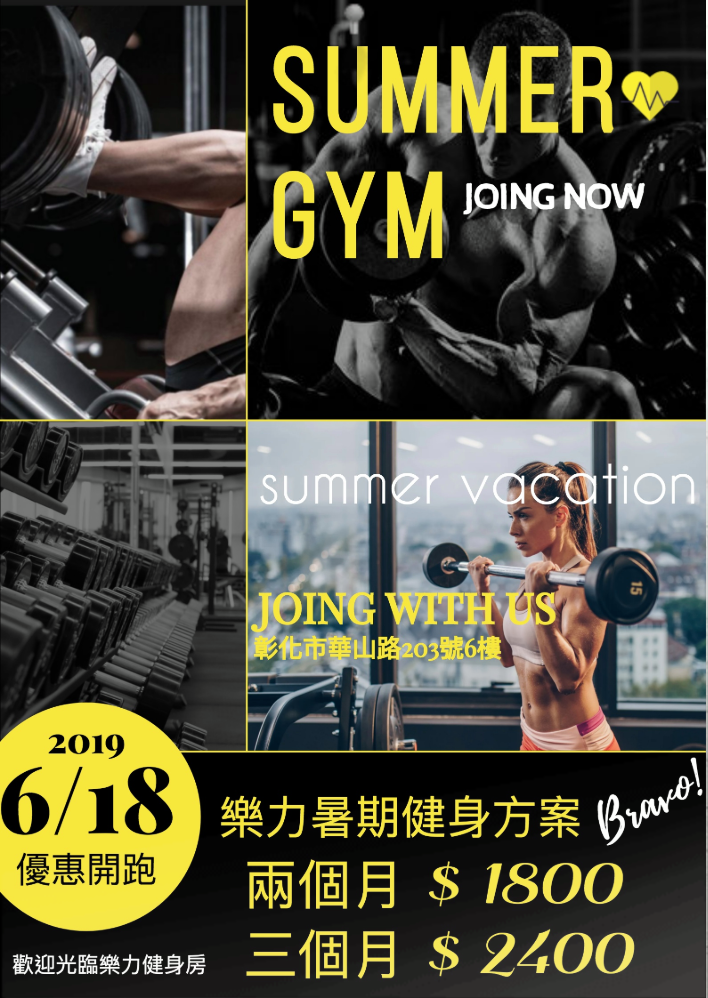 SUMMER
GYM
JOING NOW
summer vacation
JOING WITH US
彰化市華山路203號6樓
15
2019
6/18
優惠開跑
樂力暑期健身方案
Bravo!
兩個月 $ 1800
三個月 $ 2400
歡迎光臨樂力健身房